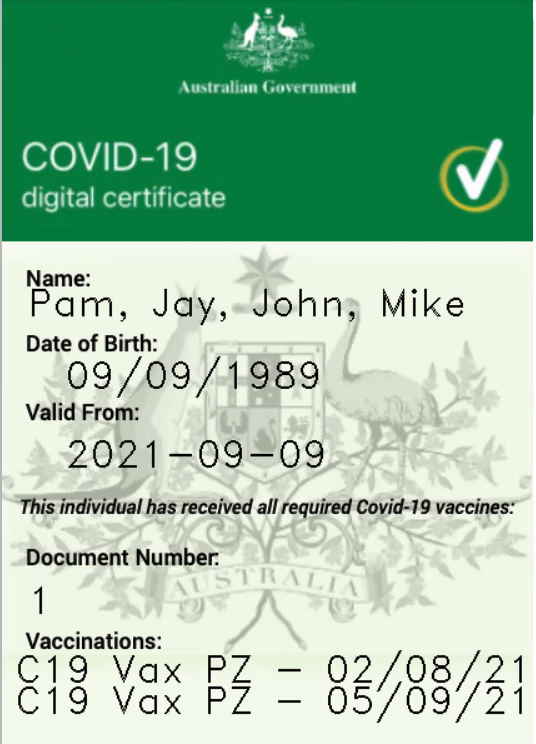 Australian Government
COVID-19
digital certificate
Name:
Pam, Jay, John, Mike
Date of Birth:
09/09/1989
Valid From:
2021-09-09
This individual has received all required Covid-19 vaccines:
Document Number:
1
AUSTRALIA
Vaccinations:
C19 Vax PZ - 02/08/21
C19 Vax PZ - 05/09/21